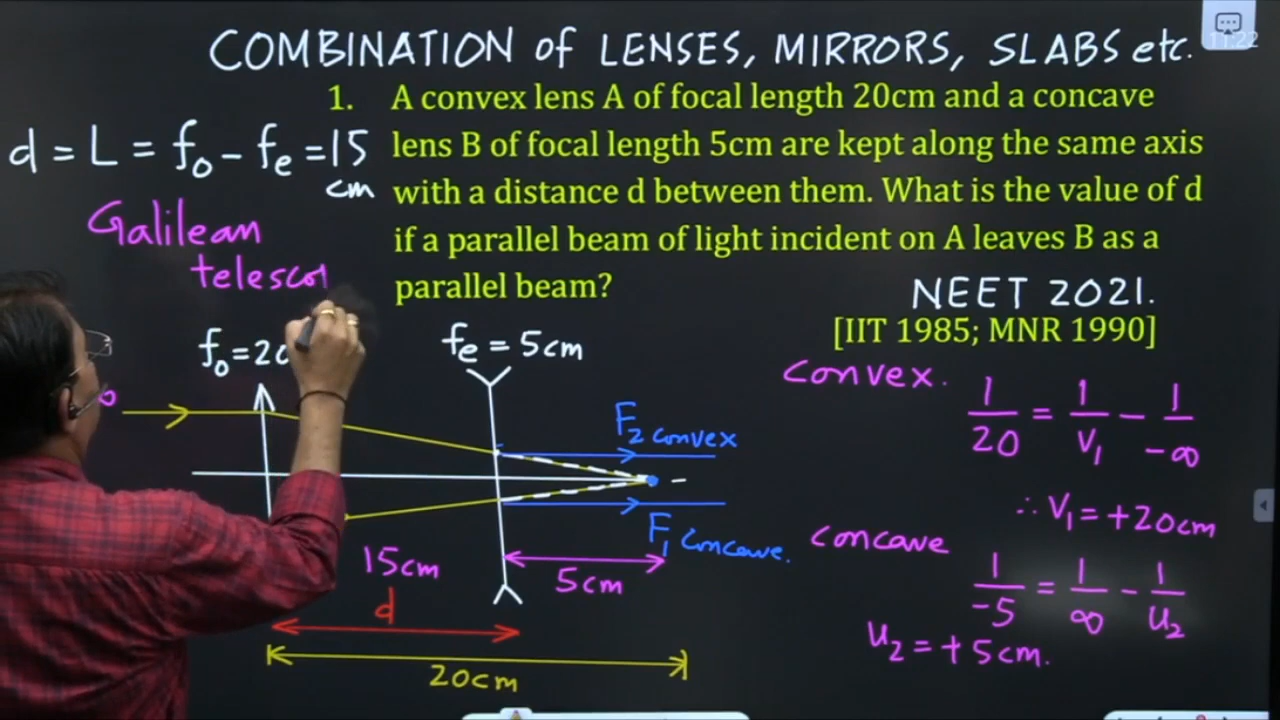 11:22
COMBINATION of LENSES, MIRRORS, SLABS etc.
1. A convex lens A of focal length 20cm and a concave
lens B of focal length 5cm are kept along the same axis
with a distance d between them. What is the value of d
if a parallel beam of light incident on A leaves B as a
parallel beam?
NEET 2021.
[IIT 1985; MNR 1990]
d = L = f₀ - fₑ = 15
cm
Galilean
f₀ = 20
fₑ = 5cm
∞
F₂ convex
F₁ concave.
15cm
5cm
d
20cm
convex.
1/20 = 1/V₁ - 1/-∞
∴ V₁ = +20cm
concave
1/-5 = 1/∞ - 1/U₂
U₂ = +5cm.